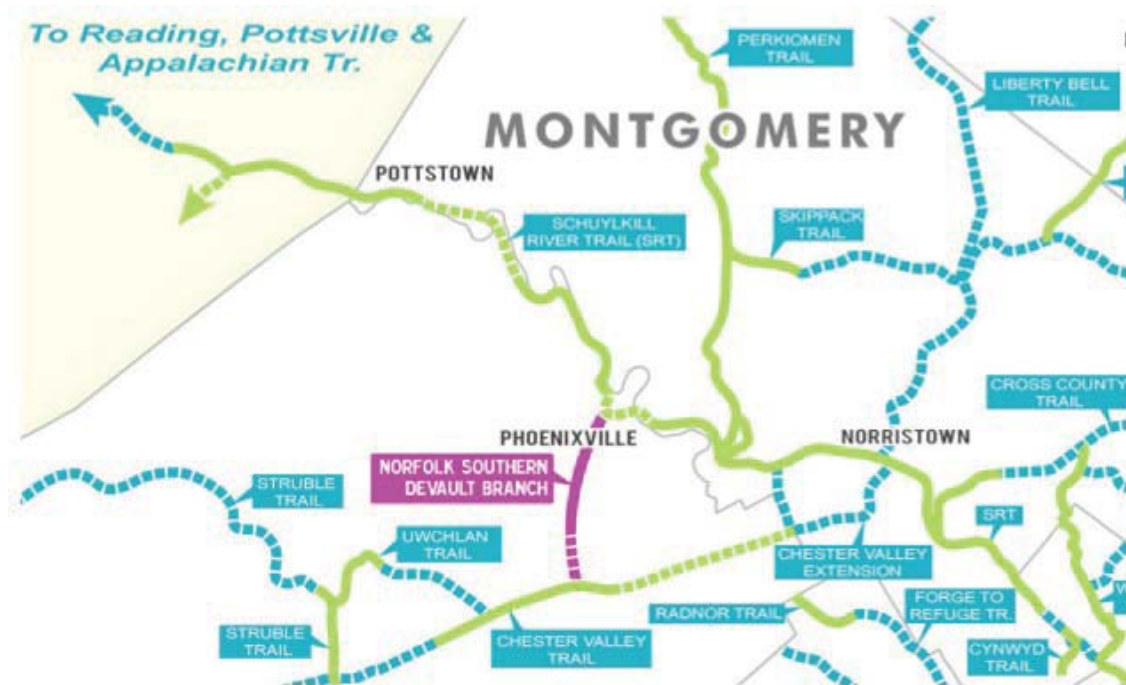 To Reading, Pottsville &
Appalachian Tr.
PERKIOMEN
TRAIL
LIBERTY BELL
TRAIL
MONTGOMERY
POTTSTOWN
SCHUYLKILL
RIVER TRAIL (SRT)
SKIPPACK
TRAIL
CROSS COUNTY
TRAIL
PHOENIXVILLE
NORRISTOWN
NORFOLK SOUTHERN
DEVAULT BRANCH
STRUBLE
TRAIL
SRT
UWCHLAN
TRAIL
CHESTER VALLEY
EXTENSION
FORGE TO
REFUGE TR.
RADNOR TRAIL
STRUBLE
TRAIL
CHESTER VALLEY
TRAIL
CYNWYD
TRAIL